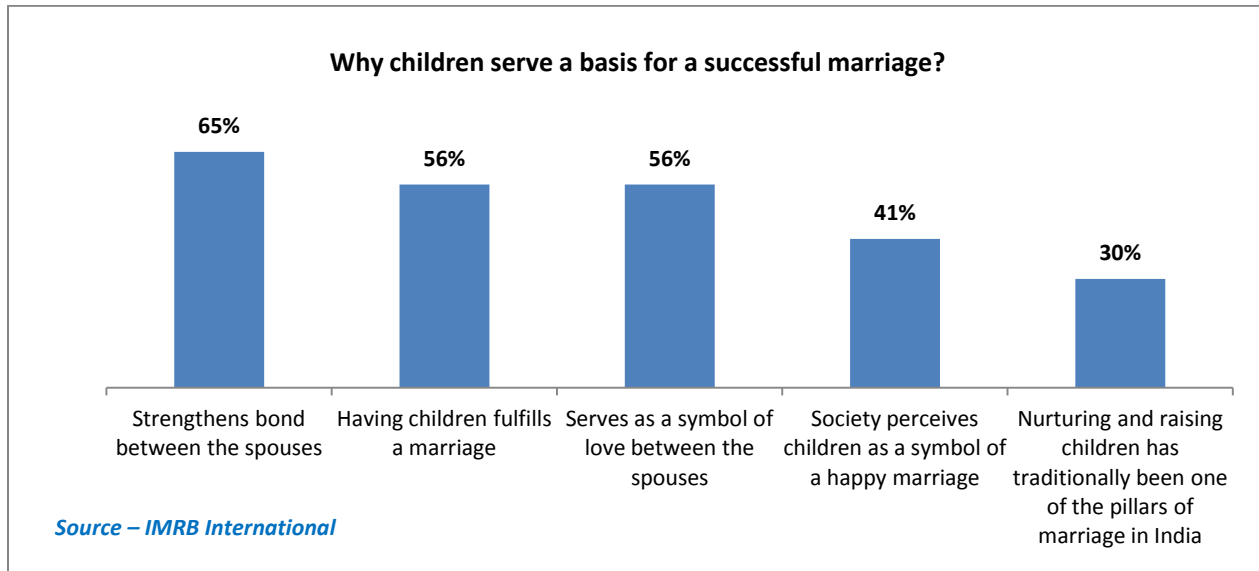 Why children serve a basis for a successful marriage?
65%
56%
56%
41%
30%
Strengthens bond
between the spouses
Having children fulfills
a marriage
Serves as a symbol of
love between the
spouses
Society perceives
children as a symbol of
a happy marriage
Nurturing and raising
children has
traditionally been one
of the pillars of
marriage in India
Source – IMRB International